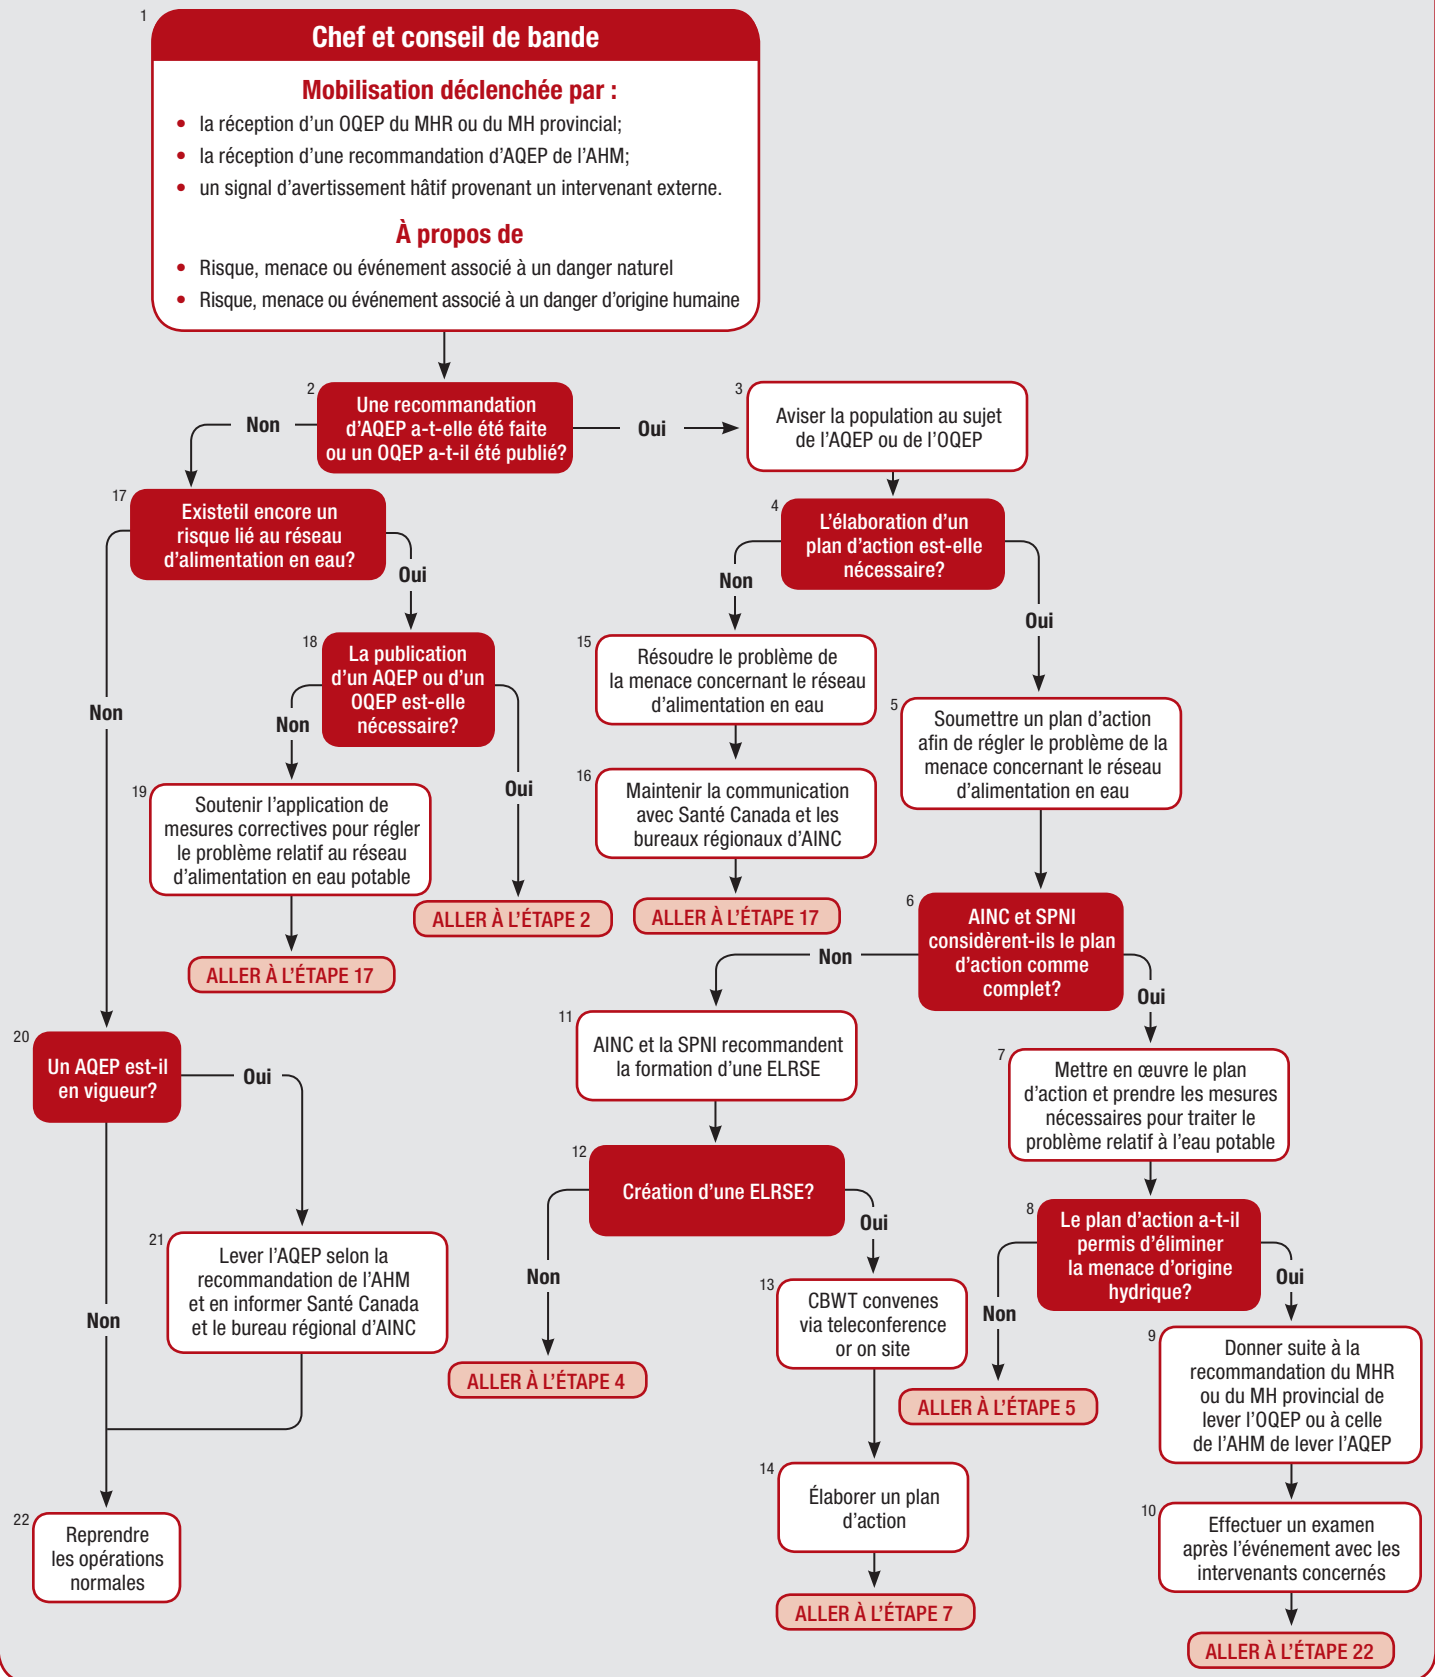 1
Chef et conseil de bande
Mobilisation déclenchée par :
• la réception d’un OQEP du MHR ou du MH provincial;
• la réception d’une recommandation d’AQEP de l’AHM;
• un signal d’avertissement hâtif provenant un intervenant externe.
À propos de
• Risque, menace ou événement associé à un danger naturel
• Risque, menace ou événement associé à un danger d’origine humaine
2
Une recommandation
d’AQEP a-t-elle été faite
ou un OQEP a-t-il été publié?
Non
Oui
3
Aviser la population au sujet
de l’AQEP ou de l’OQEP
17
Existetil encore un
risque lié au réseau
d’alimentation en eau?
Non
Oui
4
L’élaboration d’un
plan d’action est-elle
nécessaire?
Non
Oui
18
La publication
d’un AQEP ou d’un
OQEP est-elle
nécessaire?
Non
Oui
15
Résoudre le problème de
la menace concernant le réseau
d’alimentation en eau
5
Soumettre un plan d’action
afin de régler le problème de la
menace concernant le réseau
d’alimentation en eau
19
Soutenir l’application de
mesures correctives pour régler
le problème relatif au réseau
d’alimentation en eau potable
16
Maintenir la communication
avec Santé Canada et les
bureaux régionaux d’AINC
ALLER À L’ÉTAPE 2
ALLER À L’ÉTAPE 17
ALLER À L’ÉTAPE 17
6
AINC et SPNI
considèrent-ils le plan
d’action comme
complet?
Non
Oui
11
AINC et la SPNI recommandent
la formation d’une ELRSE
7
Mettre en œuvre le plan
d’action et prendre les mesures
nécessaires pour traiter le
problème relatif à l’eau potable
20
Un AQEP est-il
en vigueur?
Oui
Non
12
Création d’une ELRSE?
Non
Oui
8
Le plan d’action a-t-il
permis d’éliminer
la menace d’origine
hydrique?
Non
Oui
21
Lever l’AQEP selon la
recommandation de l’AHM
et en informer Santé Canada
et le bureau régional d’AINC
13
CBWT convenes
via teleconference
or on site
9
Donner suite à la
recommandation du MHR
ou du MH provincial de
lever l’OQEP ou à celle
de l’AHM de lever l’AQEP
ALLER À L’ÉTAPE 4
ALLER À L’ÉTAPE 5
14
Élaborer un plan
d’action
10
Effectuer un examen
après l’événement avec les
intervenants concernés
22
Reprendre
les opérations
normales
ALLER À L’ÉTAPE 7
ALLER À L’ÉTAPE 22